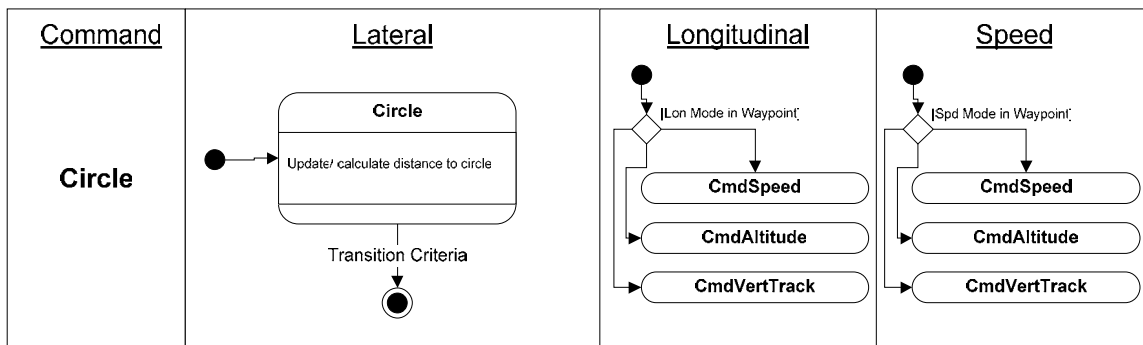 Command
Lateral
Longitudinal
Speed
Circle
Circle
Update/ calculate distance to circle
Transition Criteria
[Lon Mode in Waypoint]
CmdSpeed
CmdAltitude
CmdVertTrack
[Spd Mode in Waypoint]
CmdSpeed
CmdAltitude
CmdVertTrack